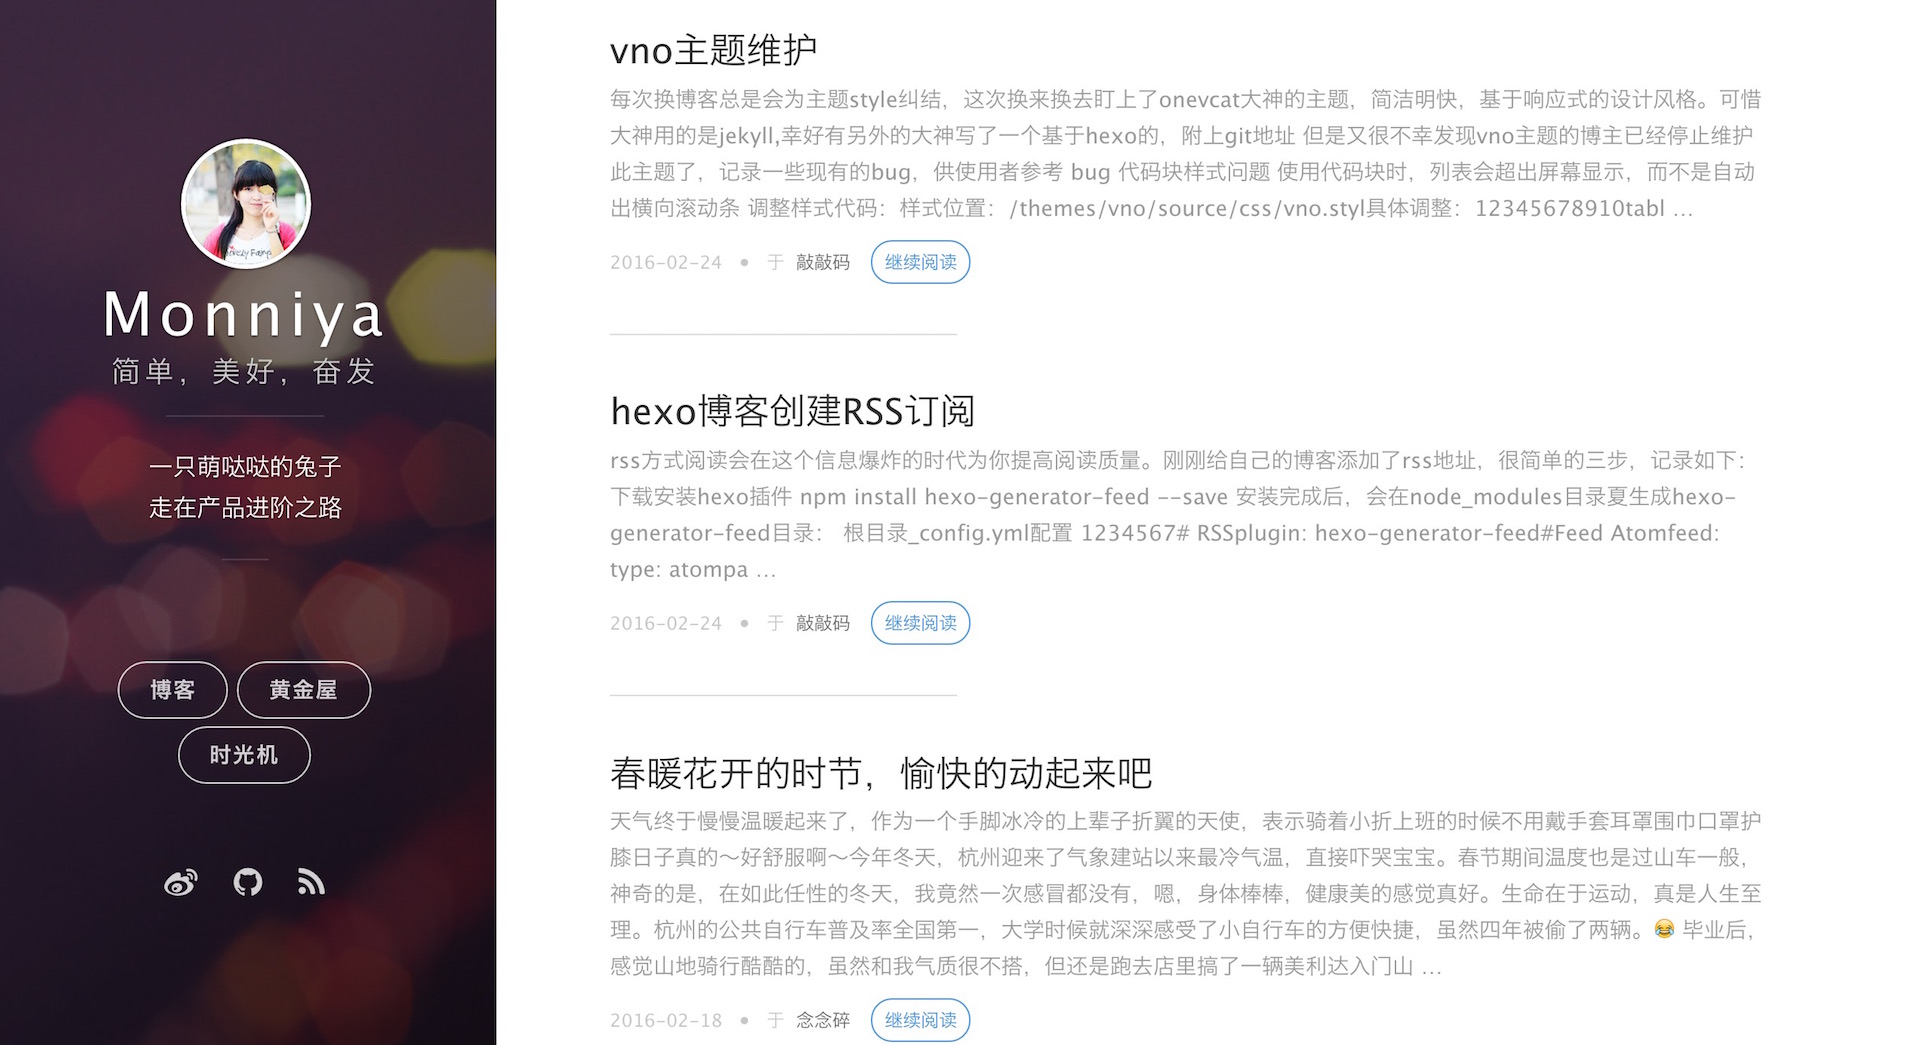 Monniya
简单，美好，奋发
一只萌哒哒的兔子
走在产品进阶之路
博客
黄金屋
时光机
vno主题维护
每次换博客总是会为主题style纠结，这次换来换去盯上了onevcat大神的主题，简洁明快，基于响应式的设计风格。可惜
大神用的是jekyll,幸好有另外的大神写了一个基于hexo的，附上git地址 但是又很不幸发现vno主题的博主已经停止维护
此主题了，记录一些现有的bug，供使用者参考 bug 代码块样式问题 使用代码块时，列表会超出屏幕显示，而不是自动
出横向滚动条 调整样式代码：样式位置：/themes/vno/source/css/vno.styl具体调整：12345678910tabl ...
2016-02-24 • 于 敲敲码 继续阅读
hexo博客创建RSS订阅
rss方式阅读会在这个信息爆炸的时代为你提高阅读质量。刚刚给自己的博客添加了rss地址，很简单的三步，记录如下：
下载安装hexo插件 npm install hexo-generator-feed --save 安装完成后，会在node_modules目录夏生成hexo-
generator-feed目录： 根目录_config.yml配置 1234567# RSSplugin: hexo-generator-feed#Feed Atomfeed:
type: atompa ...
2016-02-24 • 于 敲敲码 继续阅读
春暖花开的时节，愉快的动起来吧
天气终于慢慢温暖起来了，作为一个手脚冰冷的上辈子折翼的天使，表示骑着小折上班的时候不用戴手套耳罩围巾口罩护
膝日子真的～好舒服啊～今年冬天，杭州迎来了气象建站以来最冷气温，直接吓哭宝宝。春节期间温度也是过山车一般，
神奇的是，在如此任性的冬天，我竟然一次感冒都没有，嗯，身体棒棒，健康美的感觉真好。生命在于运动，真是人生至
理。杭州的公共自行车普及率全国第一，大学时候就深深感受了小自行车的方便快捷，虽然四年被偷了两辆。😂 毕业后，
感觉山地骑行酷酷的，虽然和我气质很不搭，但还是跑去店里搞了一辆美利达入门山 ...
2016-02-18 • 于 念念碎 继续阅读